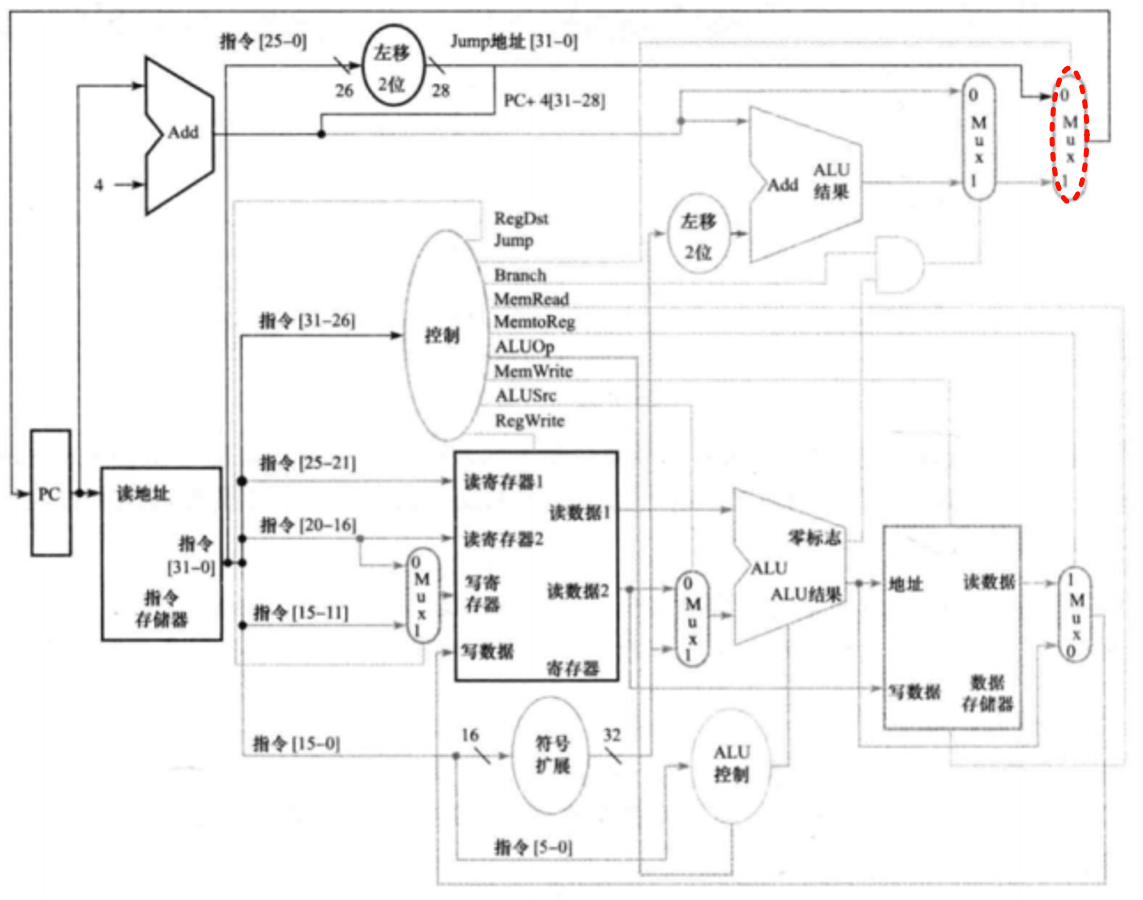 指令 [25–0]
左移
2位
Jump地址 [31–0]
26
28
PC+ 4[31–28]
Add
4
0
M
u
x
1
0
M
u
x
1
Add
ALU
结果
左移
2位
RegDst
Jump
Branch
MemRead
MemtoReg
ALUOp
MemWrite
ALUSrc
RegWrite
控制
指令 [31–26]
PC
读地址
指令
[31–0]
指令
存储器
指令 [25–21]
指令 [20–16]
指令 [15–11]
0
M
u
x
1
读寄存器1
读寄存器2
写寄
存器
写数据
读数据1
读数据2
寄存器
0
M
u
x
1
零标志
ALU
ALU结果
地址
读数据
写数据
数据
存储器
1
M
u
x
0
指令 [15–0]
16
符号
扩展
32
ALU
控制
指令 [5–0]